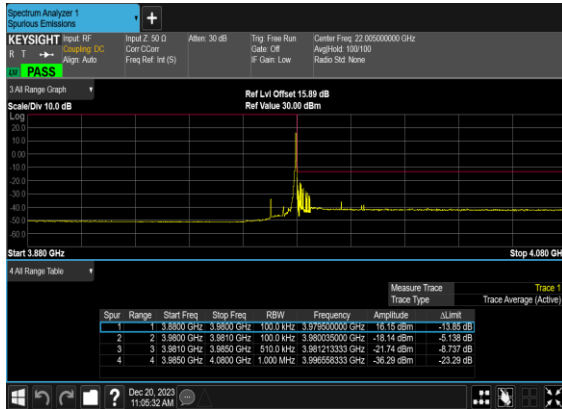 Spectrum Analyzer 1
Spurious Emissions
+
KEYSIGHT Input: RF Input Z: 50 Ω Atten: 30 dB Trig: Free Run Center Freq: 22.005000000 GHz
R T Coupling: DC Corr CCorr Gate: Off Avg|Hold: 100/100
Align: Auto Freq Ref: Int (S) IF Gain: Low Radio Std: None
PASS
3 All Range Graph
Ref Lvl Offset 15.89 dB
Scale/Div 10.0 dB Ref Value 30.00 dBm
Log
20.0
10.0
0.00
-10.0
-20.0
-30.0
-40.0
-50.0
-60.0
Start 3.880 GHz Stop 4.080 GH
4 All Range Table
Measure Trace Trace 1
Trace Type Trace Average (Active)
Spur Range Start Freq Stop Freq RBW Frequency Amplitude ΔLimit
1 1 3.8800 GHz 3.9800 GHz 100.0 kHz 3.979500000 GHz 16.15 dBm -13.85 dB
2 2 3.9800 GHz 3.9810 GHz 100.0 kHz 3.980035000 GHz -18.14 dBm -5.138 dB
3 3 3.9810 GHz 3.9850 GHz 510.0 kHz 3.981213333 GHz -21.74 dBm -8.737 dB
4 4 3.9850 GHz 4.0800 GHz 1.000 MHz 3.996558333 GHz -36.29 dBm -23.29 dB
? Dec 20, 2023
11:05:32 AM